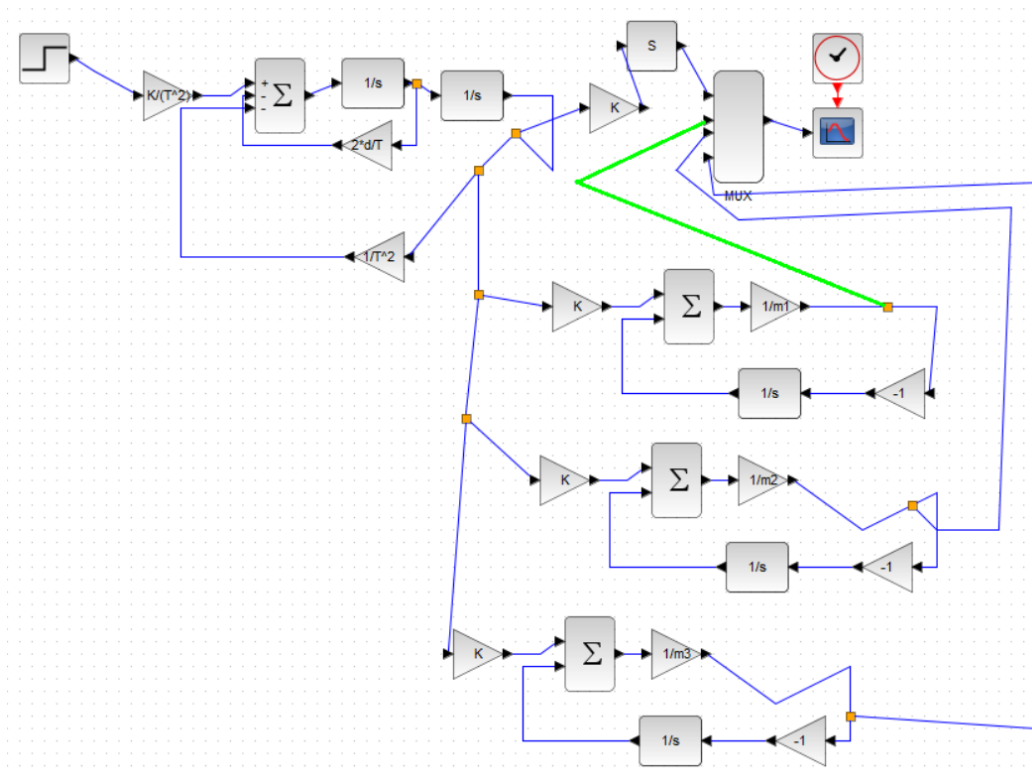 S
K/(T^2)
+
-
-
Σ
1/s
1/s
K
2*d/T
MUX
1/T^2
K
Σ
1/m1
1/s
-1
K
Σ
1/m2
1/s
-1
K
Σ
1/m3
1/s
-1